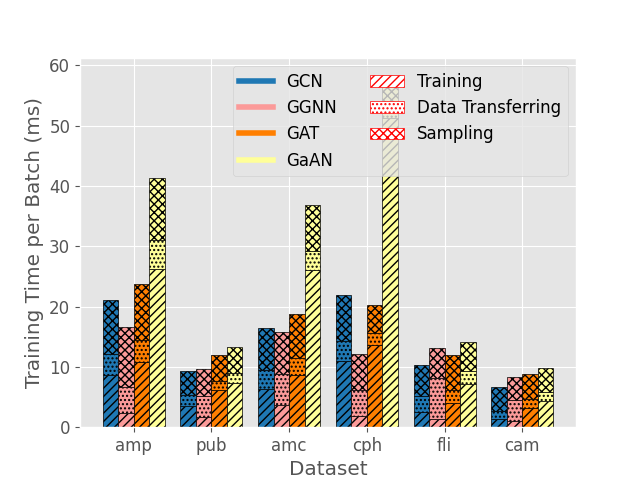 60
50
40
30
20
10
0
Training Time per Batch (ms)
GCN
GGNN
GAT
GaAN
Training
Data Transferring
Sampling
amp pub amc cph fli cam
Dataset